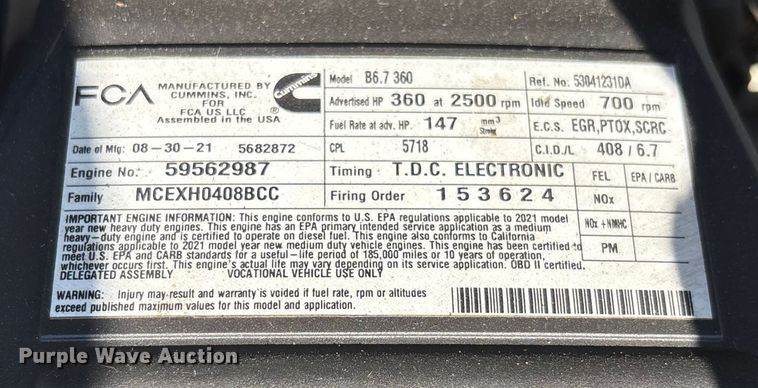 FCA
MANUFACTURED BY
CUMMINS, INC.
FOR
FCA US LLC ®
Assembled in the USA
Cummins
Date of Mfg: 08-30-21 5682872
Engine No· 59562987
Family MCEXH0408BCC
Model B6.7 360 Ref. No. 53041231DA
Advertised HP 360 at 2500 rpm Idle Speed 700 rpm
Fuel Rate at adv. HP 147 mm³ Stroke E.C.S. EGR,PTOX,SCRC
CPL 5718 C.I.D./L 408 / 6.7
Timing · T.D.C. ELECTRONIC FEL EPA / CARB
Firing Order 1 5 3 6 2 4 NOx
NOx + NMHC
PM
IMPORTANT ENGINE INFORMATION: This engine conforms to U.S. EPA regulations applicable to 2021 model
year new heavy duty engines. This engine has an EPA primary intended service application as a medium
heavy-duty engine and is certified to operate on diesel fuel. This engine also conforms to California
regulations applicable to 2021 model year new medium duty vehicle engines. This engine has been certified to
meet U.S. EPA and CARB standards for a useful-life period of 185,000 miles or 10 years of operation,
whichever occurs first. This engine's actual life may vary depending on its service application. OBD II certified.
DELEGATED ASSEMBLY VOCATIONAL VEHICLE USE ONLY
WARNING: Injury may result and warranty is voided if fuel rate, rpm or altitudes
exceed published maximum values for this model and application.
Purple Wave Auction